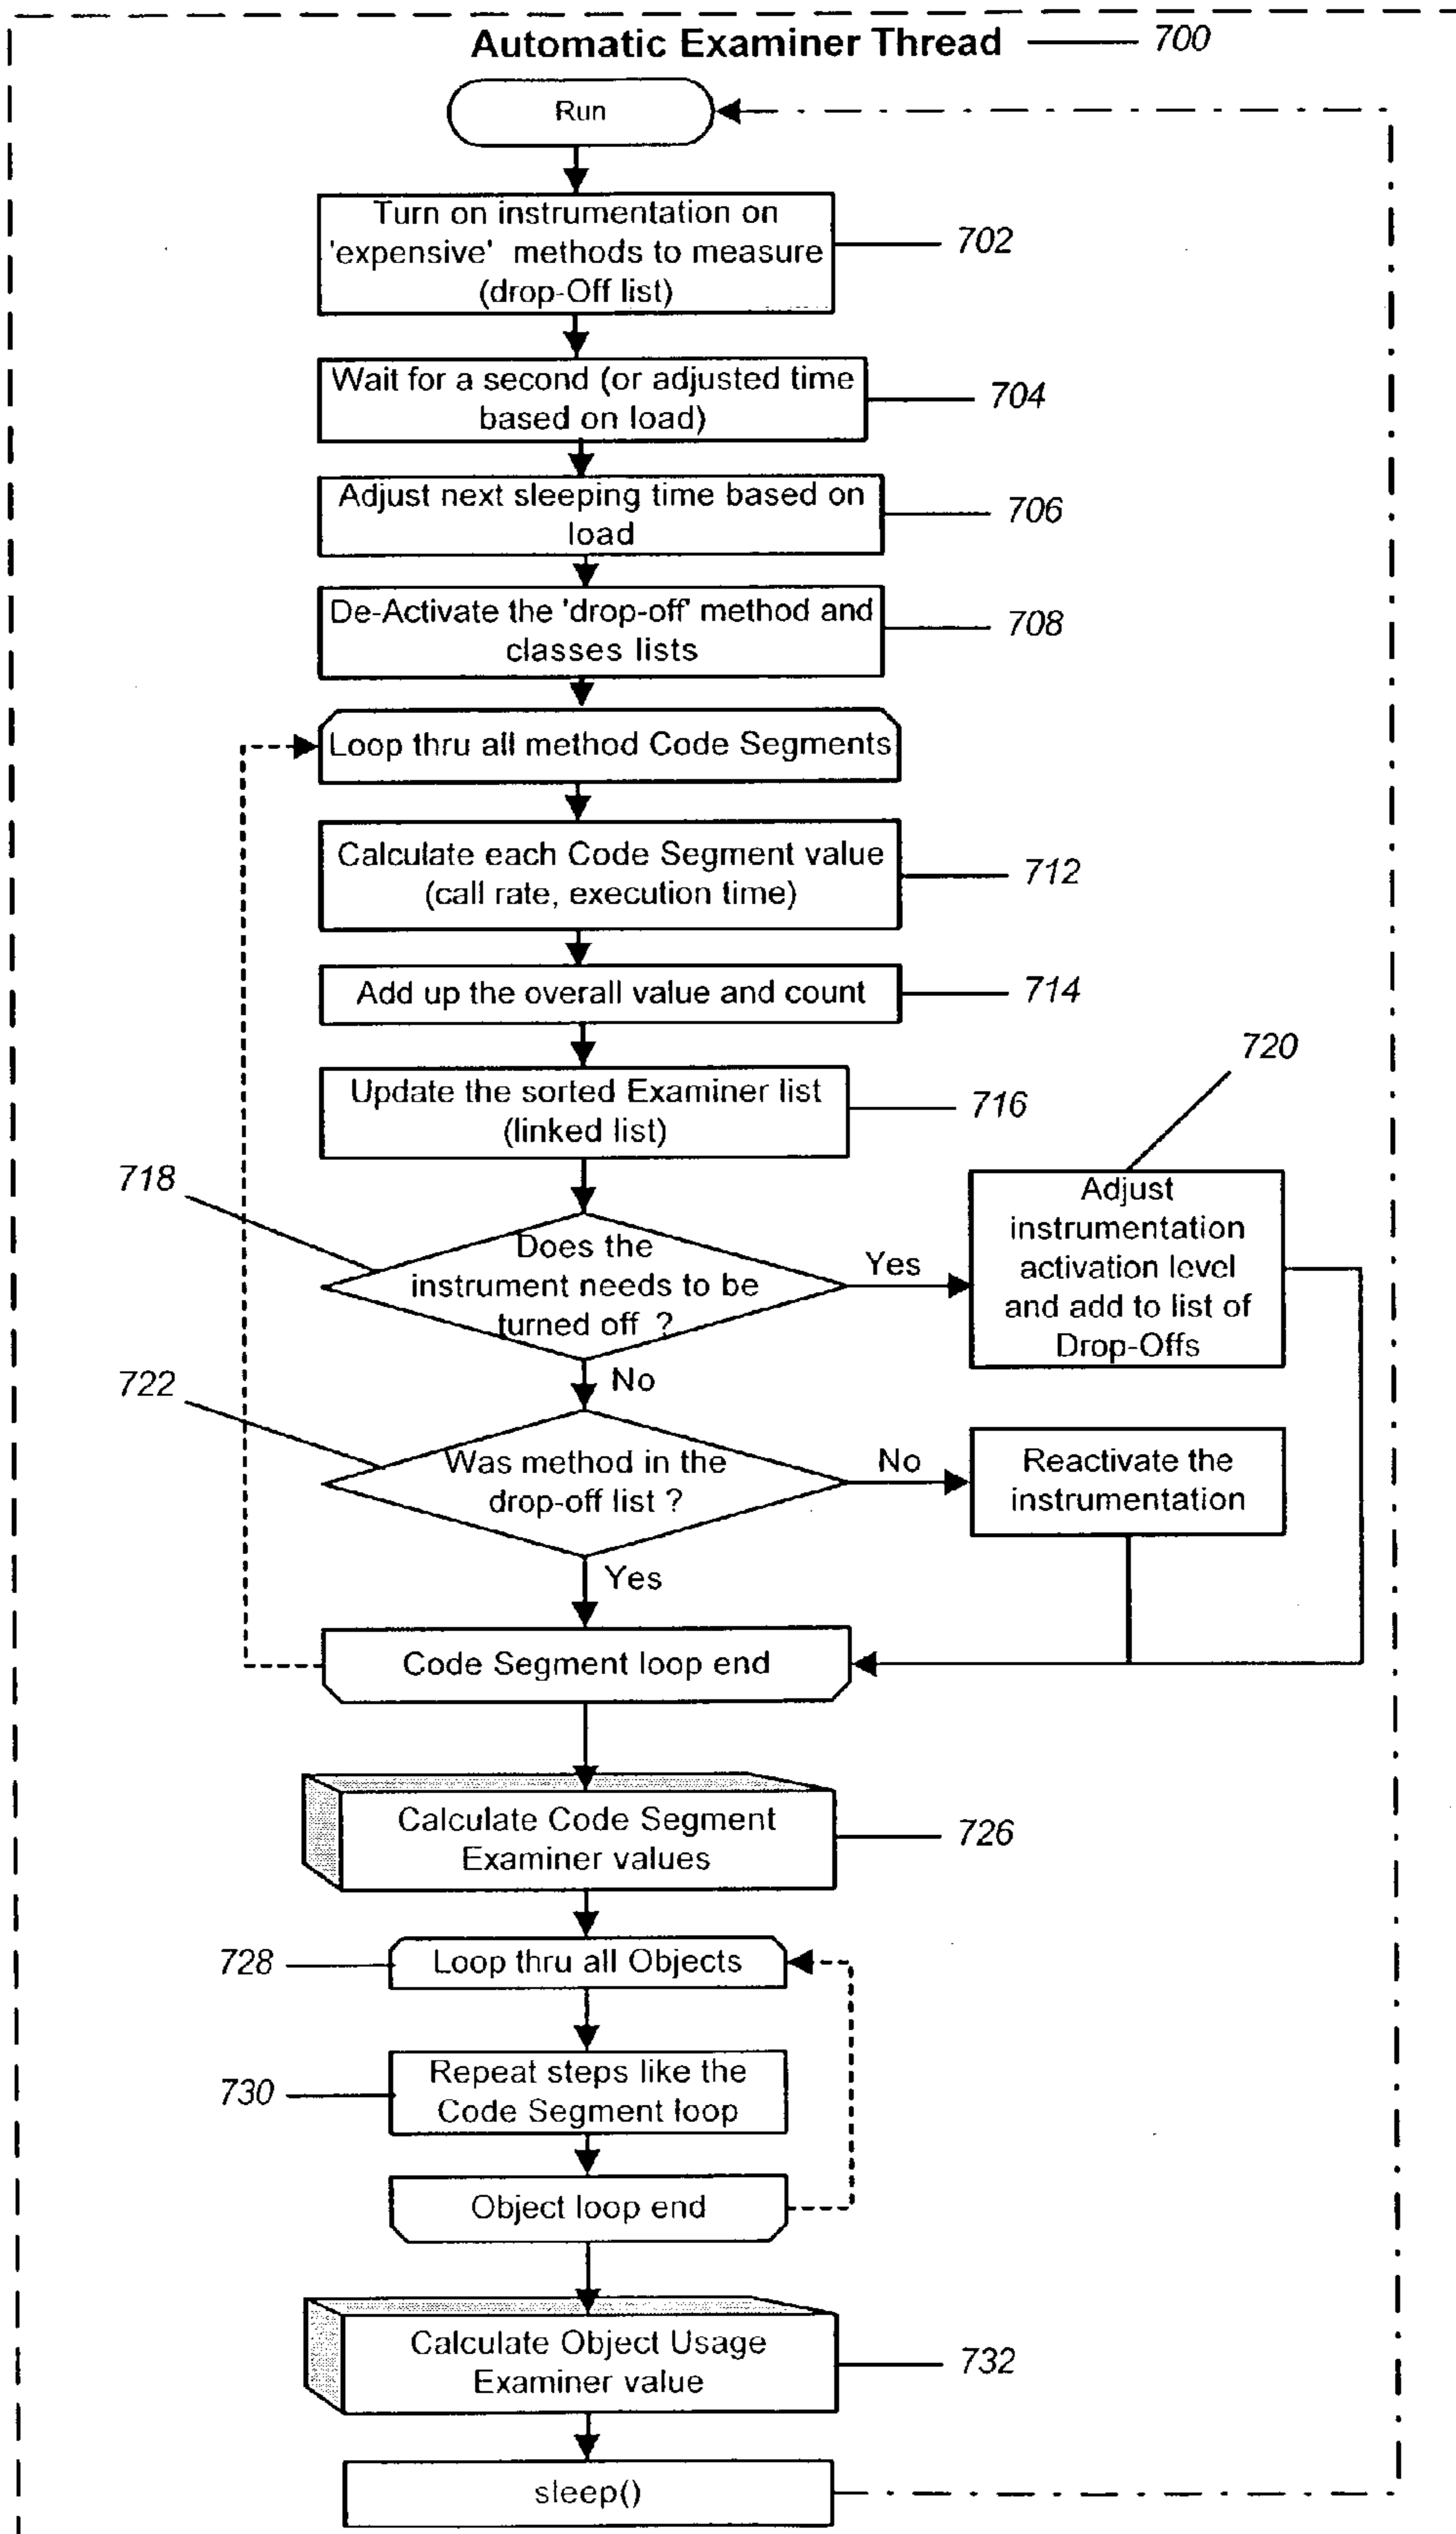 Automatic Examiner Thread 700
Run
Turn on instrumentation on
'expensive' methods to measure
(drop-Off list)
702
Wait for a second (or adjusted time
based on load)
704
Adjust next sleeping time based on
load
706
De-Activate the 'drop-off' method and
classes lists
708
Loop thru all method Code Segments
Calculate each Code Segment value
(call rate, execution time)
712
Add up the overall value and count
714
Update the sorted Examiner list
(linked list)
716
718
Does the
instrument needs to be
turned off ?
Yes
720
Adjust
instrumentation
activation level
and add to list of
Drop-Offs
No
722
Was method in the
drop-off list ?
No
Reactivate the
instrumentation
Yes
Code Segment loop end
Calculate Code Segment
Examiner values
726
728
Loop thru all Objects
730
Repeat steps like the
Code Segment loop
Object loop end
Calculate Object Usage
Examiner value
732
sleep()